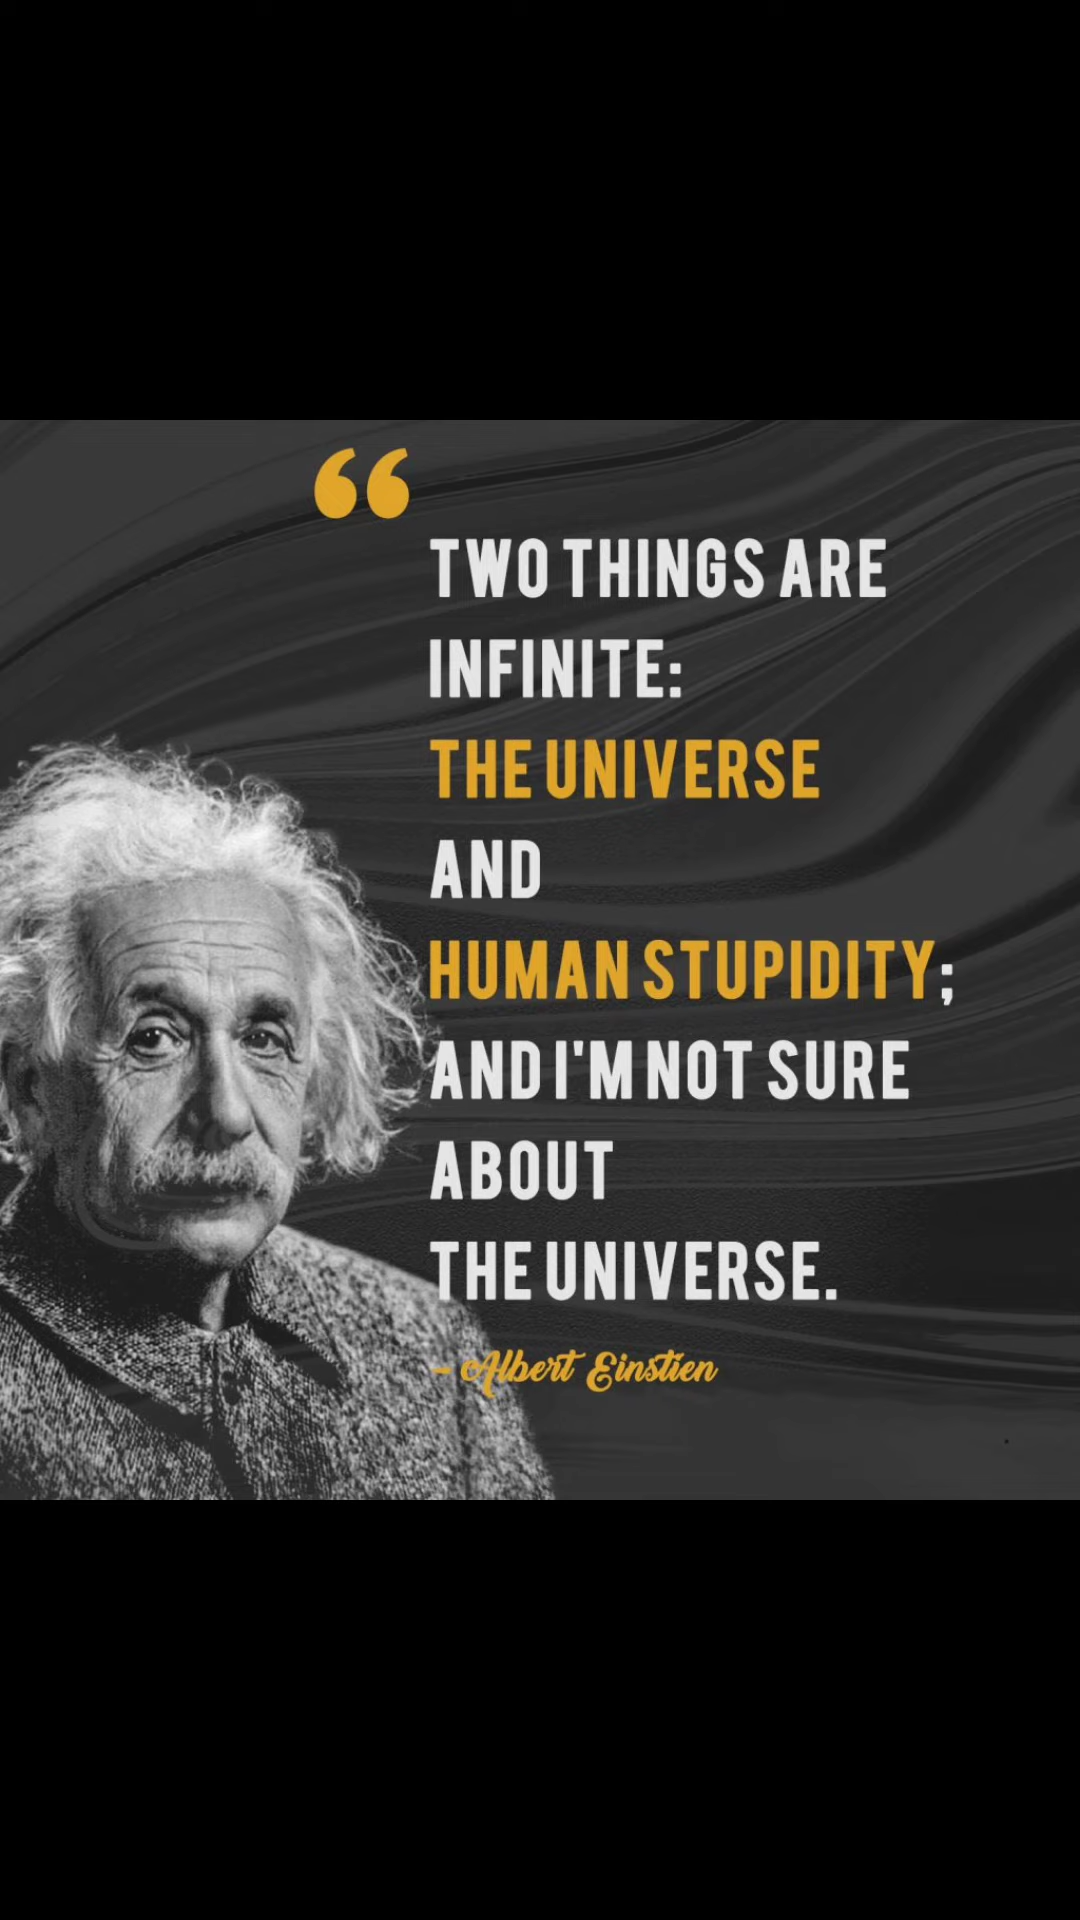 “
TWO THINGS ARE
INFINITE:
THE UNIVERSE
AND
HUMAN STUPIDITY;
AND I'M NOT SURE
ABOUT
THE UNIVERSE.
– Albert Einstien